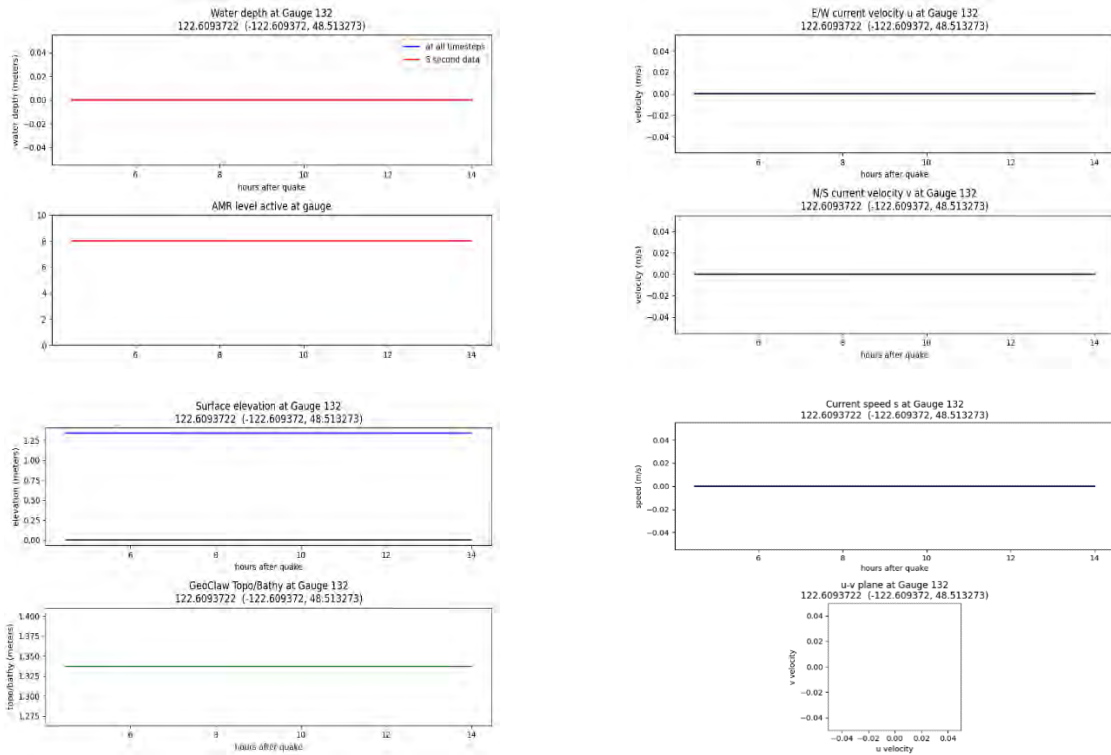 Water depth at Gauge 132
122.6093722 (-122.609372, 48.513273)
at all timesteps
5 second data
water depth (meters)
0.04
0.02
0.00
−0.02
−0.04
6 8 10 12 14
hours after quake
AMR level active at gauge
10
8
6
4
2
0
6 8 10 12 14
hours after quake
Surface elevation at Gauge 132
122.6093722 (-122.609372, 48.513273)
elevation (meters)
1.25
1.00
0.75
0.50
0.25
0.00
6 8 10 12 14
hours after quake
GeoClaw Topo/Bathy at Gauge 132
122.6093722 (-122.609372, 48.513273)
topo/bathy (meters)
1.400
1.375
1.350
1.325
1.300
1.275
6 8 10 12 14
hours after quake
E/W current velocity u at Gauge 132
122.6093722 (-122.609372, 48.513273)
velocity (m/s)
0.04
0.02
0.00
−0.02
−0.04
6 8 10 12 14
hours after quake
N/S current velocity v at Gauge 132
122.6093722 (-122.609372, 48.513273)
velocity (m/s)
0.04
0.02
0.00
−0.02
−0.04
6 8 10 12 14
hours after quake
Current speed s at Gauge 132
122.6093722 (-122.609372, 48.513273)
speed (m/s)
0.04
0.02
0.00
−0.02
−0.04
6 8 10 12 14
hours after quake
u-v plane at Gauge 132
122.6093722 (-122.609372, 48.513273)
v velocity
0.04
0.02
0.00
−0.02
−0.04
−0.04 −0.02 0.00 0.02 0.04
u velocity